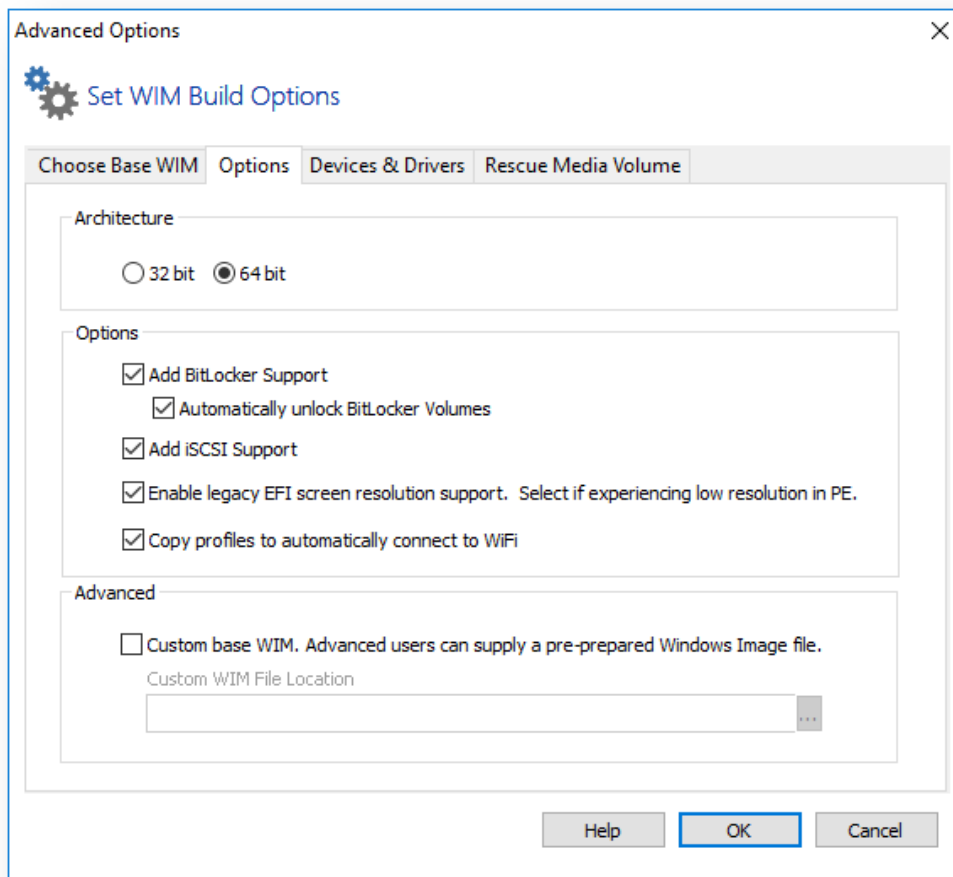 Advanced Options
Set WIM Build Options
Choose Base WIM Options Devices & Drivers Rescue Media Volume
Architecture
32 bit 64 bit
Options
Add BitLocker Support
Automatically unlock BitLocker Volumes
Add iSCSI Support
Enable legacy EFI screen resolution support.  Select if experiencing low resolution in PE.
Copy profiles to automatically connect to WiFi
Advanced
Custom base WIM. Advanced users can supply a pre-prepared Windows Image file.
Custom WIM File Location
...
Help OK Cancel